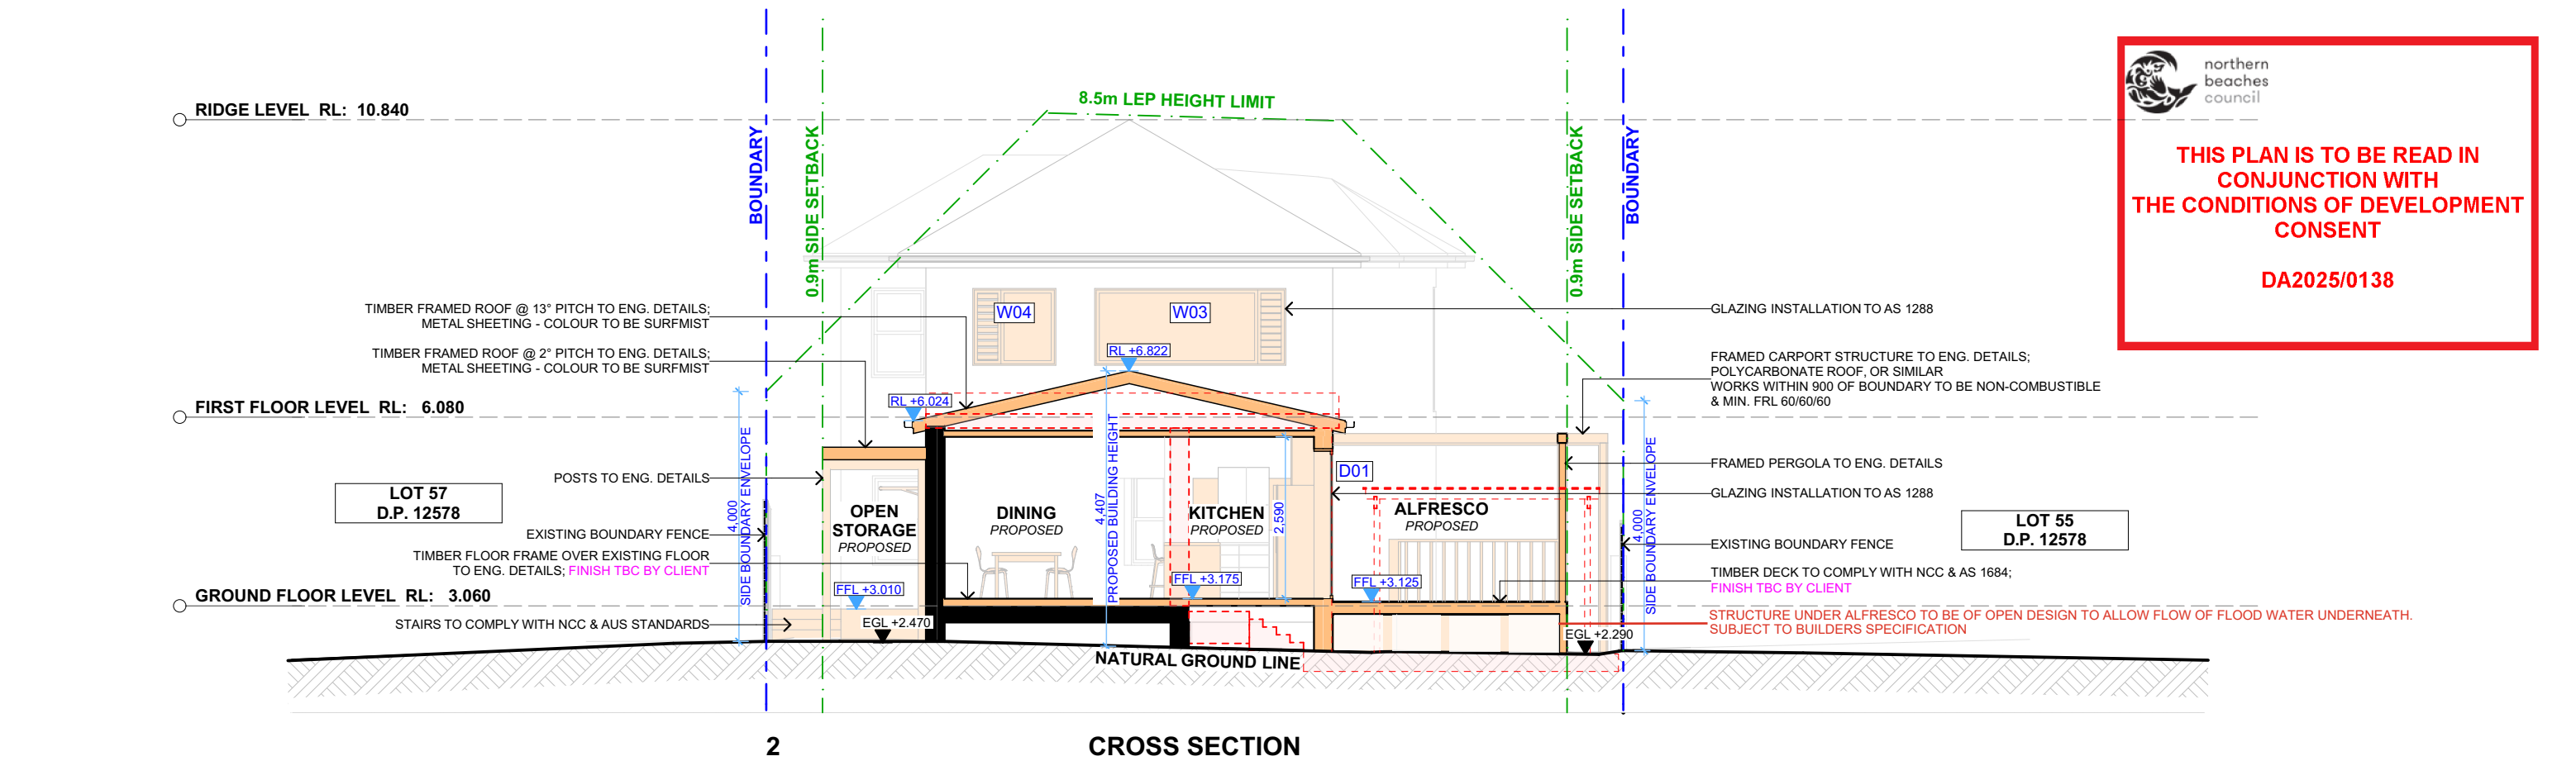 northern
beaches
council
THIS PLAN IS TO BE READ IN
CONJUNCTION WITH
THE CONDITIONS OF DEVELOPMENT
CONSENT
DA2025/0138
8.5m LEP HEIGHT LIMIT
RIDGE LEVEL RL: 10.840
BOUNDARY
0.9m SIDE SETBACK
0.9m SIDE SETBACK
BOUNDARY
TIMBER FRAMED ROOF @ 13° PITCH TO ENG. DETAILS;
METAL SHEETING - COLOUR TO BE SURFMIST
TIMBER FRAMED ROOF @ 2° PITCH TO ENG. DETAILS;
METAL SHEETING - COLOUR TO BE SURFMIST
W04
W03
GLAZING INSTALLATION TO AS 1288
RL +6.822
FRAMED CARPORT STRUCTURE TO ENG. DETAILS;
POLYCARBONATE ROOF, OR SIMILAR
WORKS WITHIN 900 OF BOUNDARY TO BE NON-COMBUSTIBLE
& MIN. FRL 60/60/60
RL +6.024
FIRST FLOOR LEVEL RL: 6.080
POSTS TO ENG. DETAILS
D01
FRAMED PERGOLA TO ENG. DETAILS
GLAZING INSTALLATION TO AS 1288
LOT 57
D.P. 12578
4,000
SIDE BOUNDARY ENVELOPE
OPEN
STORAGE
PROPOSED
DINING
PROPOSED
4,407
PROPOSED BUILDING HEIGHT
KITCHEN
PROPOSED
2,590
ALFRESCO
PROPOSED
4,000
SIDE BOUNDARY ENVELOPE
LOT 55
D.P. 12578
EXISTING BOUNDARY FENCE
EXISTING BOUNDARY FENCE
TIMBER FLOOR FRAME OVER EXISTING FLOOR
TO ENG. DETAILS; FINISH TBC BY CLIENT
TIMBER DECK TO COMPLY WITH NCC & AS 1684;
FINISH TBC BY CLIENT
FFL +3.010
FFL +3.175
FFL +3.125
GROUND FLOOR LEVEL RL: 3.060
STAIRS TO COMPLY WITH NCC & AUS STANDARDS
EGL +2.470
EGL +2.290
STRUCTURE UNDER ALFRESCO TO BE OF OPEN DESIGN TO ALLOW FLOW OF FLOOD WATER UNDERNEATH.
SUBJECT TO BUILDERS SPECIFICATION
NATURAL GROUND LINE
2
CROSS SECTION